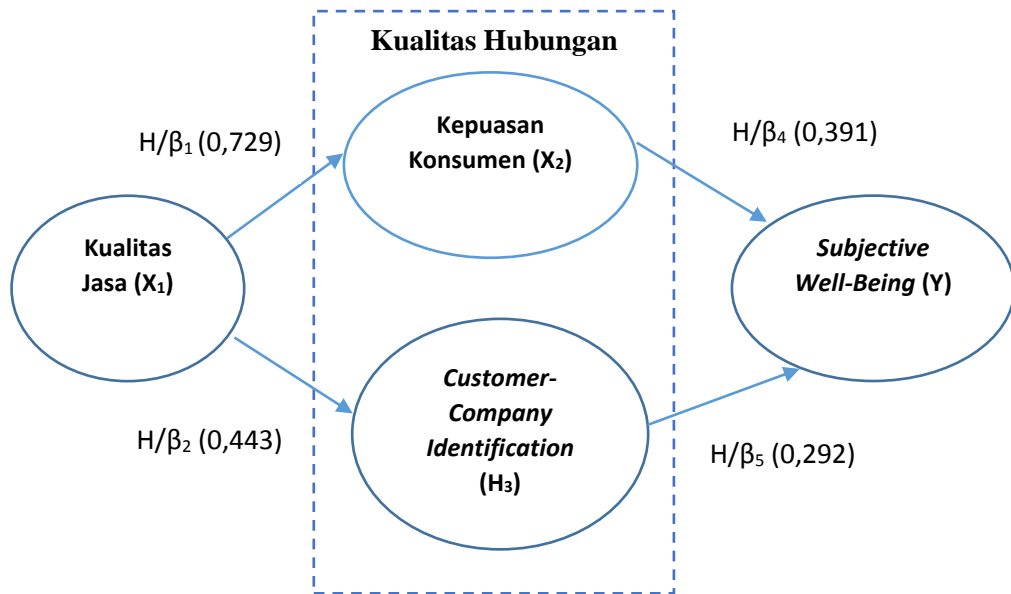 Kualitas Hubungan
H/β₁ (0,729)
Kepuasan
Konsumen (X₂)
H/β₄ (0,391)
Kualitas
Jasa (X₁)
Subjective
Well-Being (Y)
H/β₂ (0,443)
Customer-
Company
Identification
(H₃)
H/β₅ (0,292)